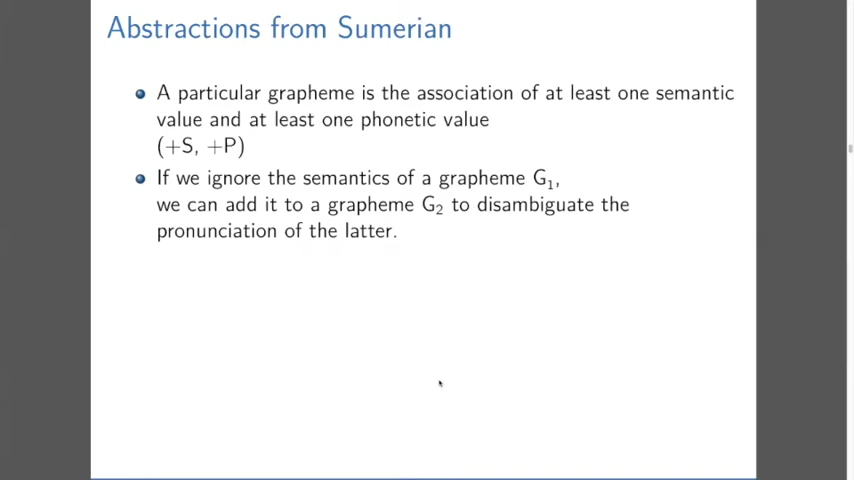 Abstractions from Sumerian
A particular grapheme is the association of at least one semantic
value and at least one phonetic value
(+S, +P)
If we ignore the semantics of a grapheme G₁,
we can add it to a grapheme G₂ to disambiguate the
pronunciation of the latter.